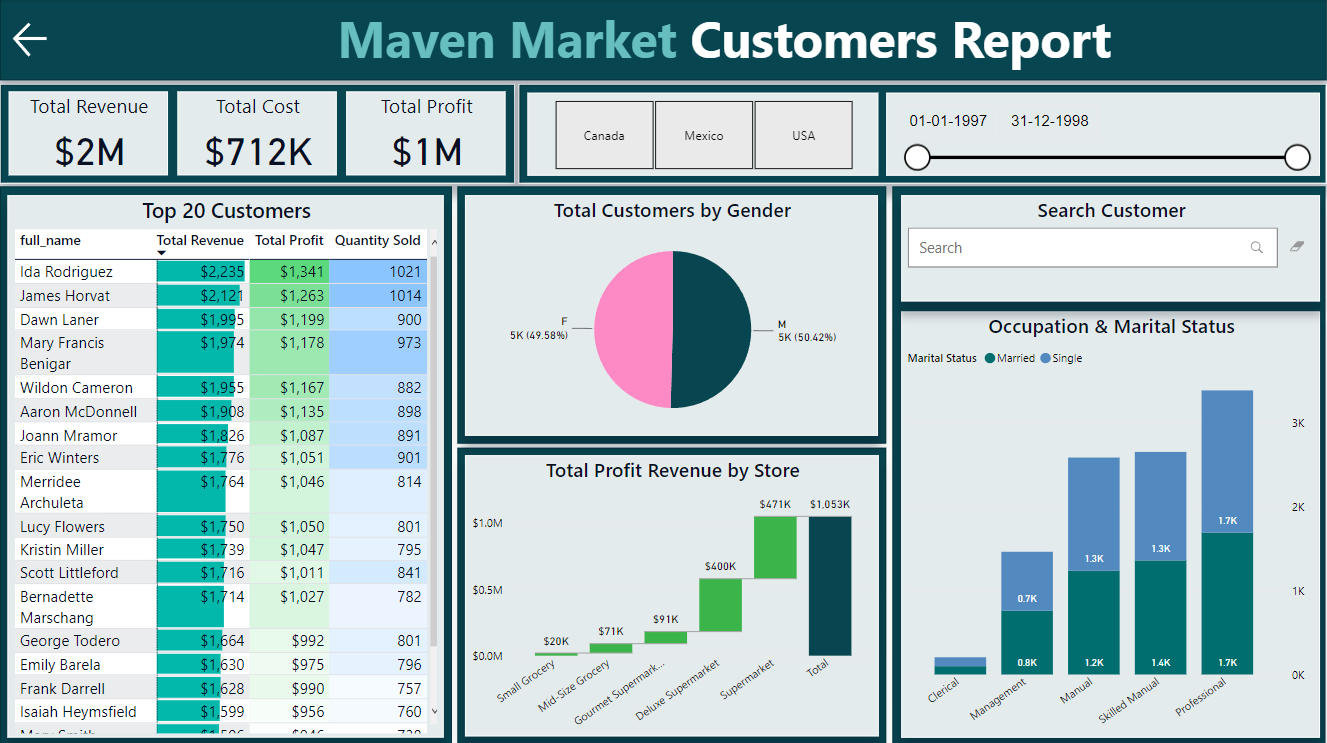 Maven Market Customers Report
Total Revenue
$2M
Total Cost
$712K
Total Profit
$1M
Canada
Mexico
USA
01-01-1997 31-12-1998
Top 20 Customers
full_name Total Revenue Total Profit Quantity Sold
Ida Rodriguez $2,235 $1,341 1021
James Horvat $2,121 $1,263 1014
Dawn Laner $1,995 $1,199 900
Mary Francis $1,974 $1,178 973
Benigar
Wildon Cameron $1,955 $1,167 882
Aaron McDonnell $1,908 $1,135 898
Joann Mramor $1,826 $1,087 891
Eric Winters $1,776 $1,051 901
Merridee $1,764 $1,046 814
Archuleta
Lucy Flowers $1,750 $1,050 801
Kristin Miller $1,739 $1,047 795
Scott Littleford $1,716 $1,011 841
Bernadette $1,714 $1,027 782
Marschang
George Todero $1,664 $992 801
Emily Barela $1,630 $975 796
Frank Darrell $1,628 $990 757
Isaiah Heymsfield $1,599 $956 760
Total Customers by Gender
F
5K (49.58%)
M
5K (50.42%)
Total Profit Revenue by Store
$1.0M
$0.5M
$0.0M
$20K
$71K
$91K
$400K
$471K
$1,053K
Small Grocery
Mid-Size Grocery
Gourmet Supermark...
Deluxe Supermarket
Supermarket
Total
Search Customer
Search
Occupation & Marital Status
Marital Status Married Single
3K
2K
1K
0K
0.7K
0.8K
1.3K
1.2K
1.3K
1.4K
1.7K
1.7K
Clerical
Management
Manual
Skilled Manual
Professional